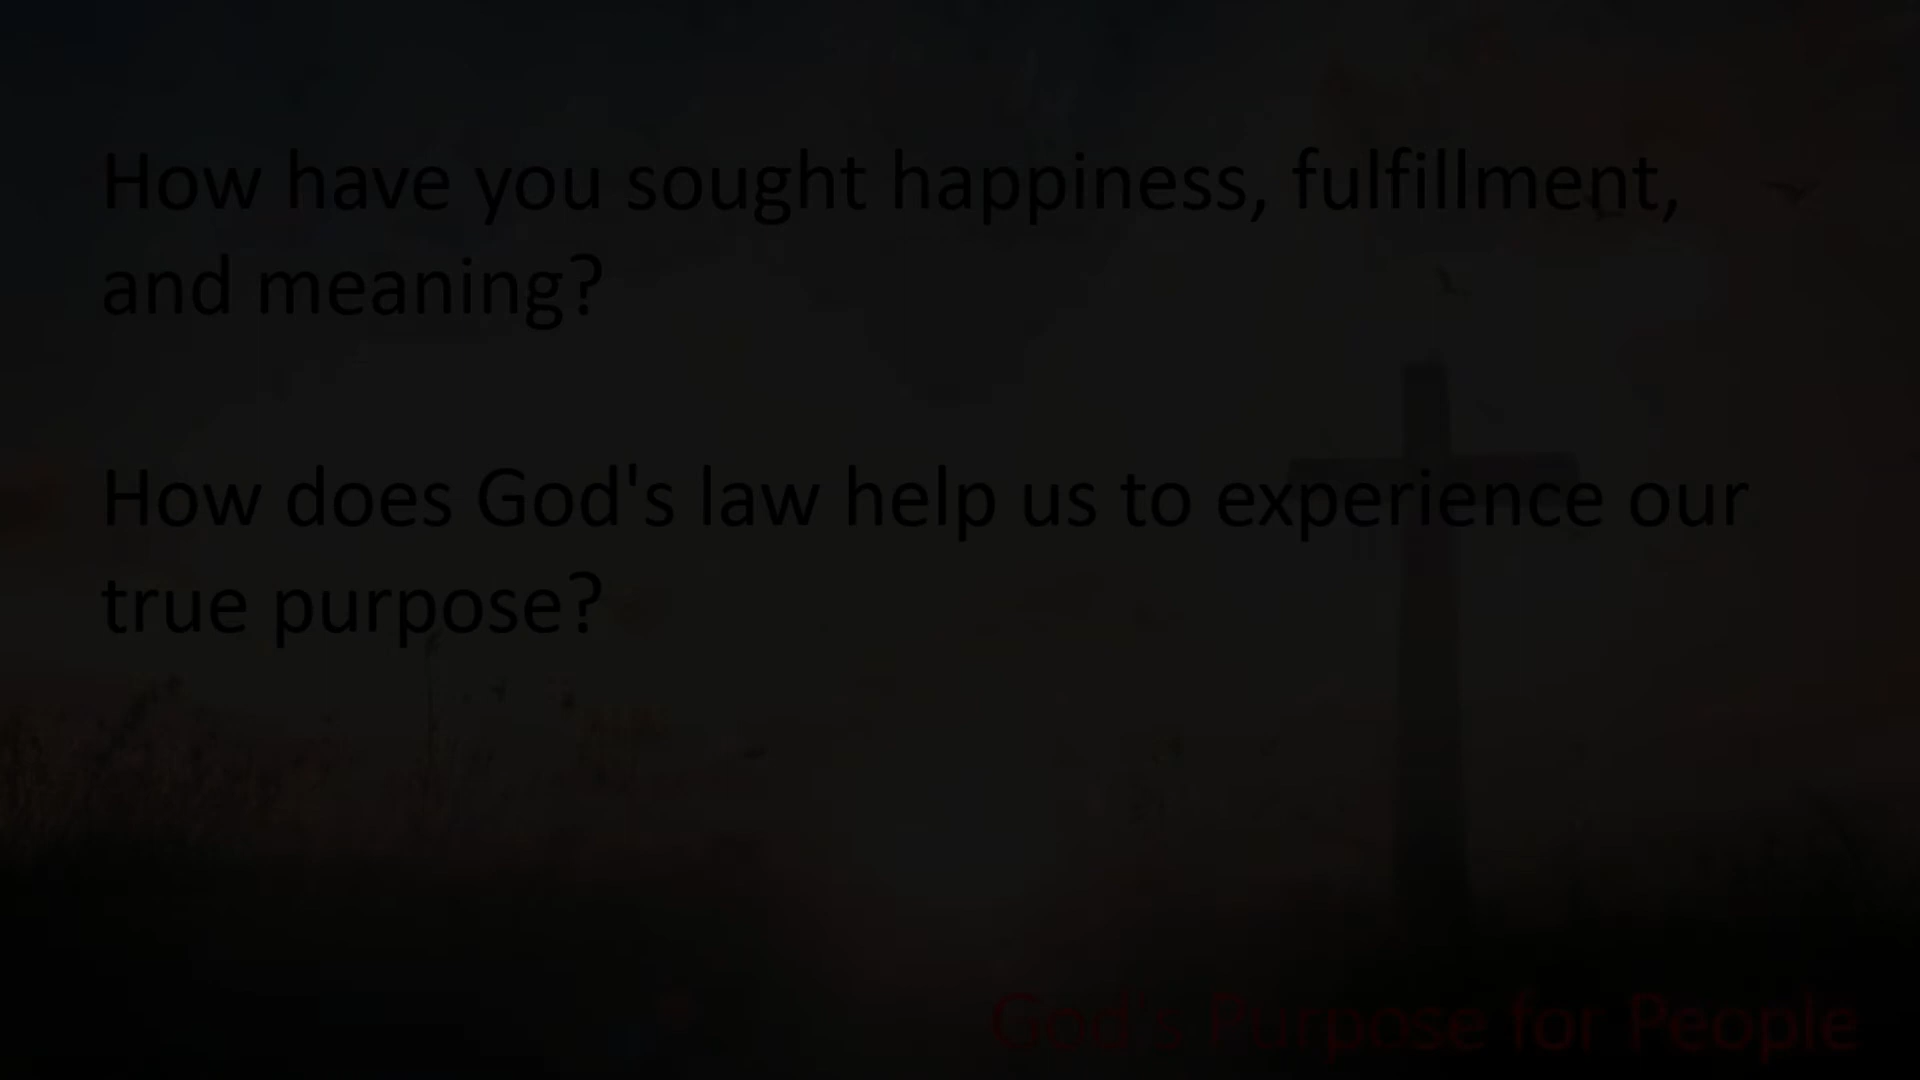 How have you sought happiness, fulfillment,
and meaning?
How does God's law help us to experience our
true purpose?
God's Purpose for People